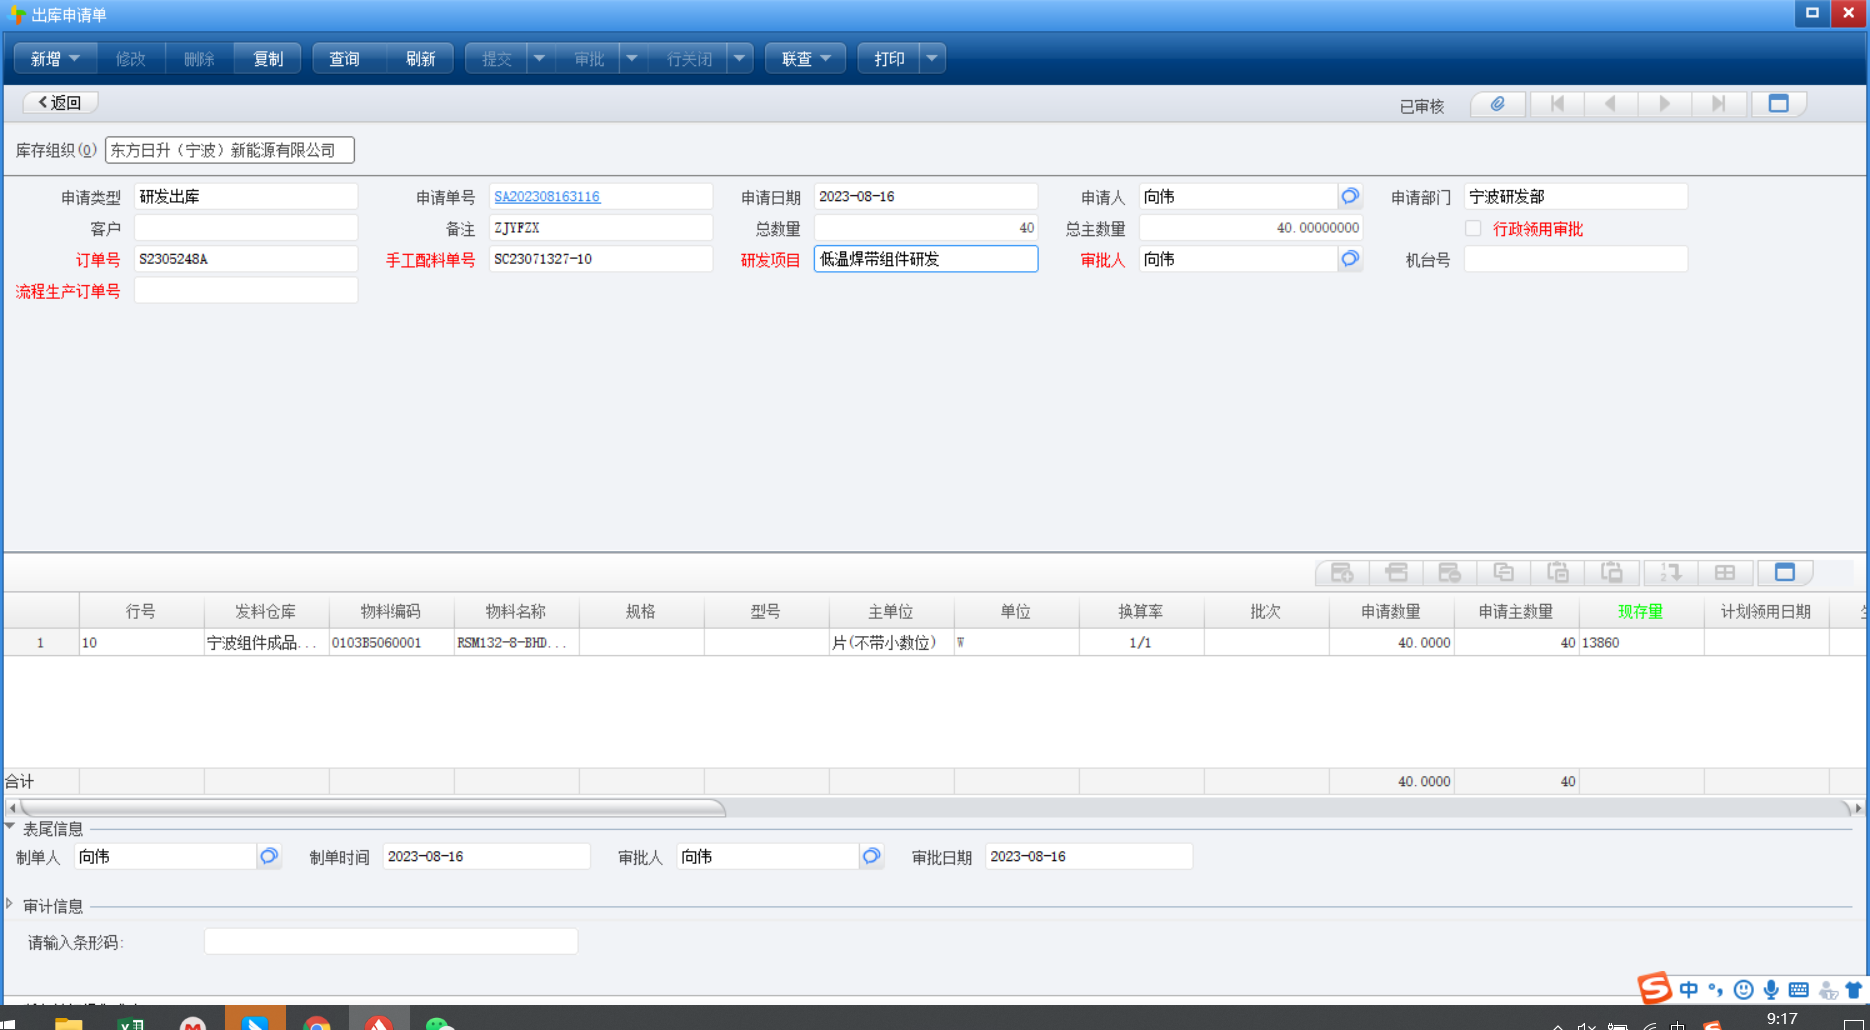 出库申请单
新增 修改 删除 复制 查询 刷新 提交 审批 行关闭 联查 打印
返回 已审核
库存组织(O) 东方日升（宁波）新能源有限公司
申请类型 研发出库 申请单号 SA202308163116 申请日期 2023-08-16 申请人 向伟 申请部门 宁波研发部
客户 备注 ZJYFZX 总数量 40 总主数量 40.00000000 行政领用审批
订单号 S2305248A 手工配料单号 SC23071327-10 研发项目 低温焊带组件研发 审批人 向伟 机台号
流程生产订单号
行号 发料仓库 物料编码 物料名称 规格 型号 主单位 单位 换算率 批次 申请数量 申请主数量 现存量 计划领用日期
1 10 宁波组件成品... 0103B5060001 RSM132-8-BHD... 片(不带小数位) W 1/1 40.0000 40 13860
合计 40.0000 40
表尾信息
制单人 向伟 制单时间 2023-08-16 审批人 向伟 审批日期 2023-08-16
审计信息
请输入条形码:
中
9:17